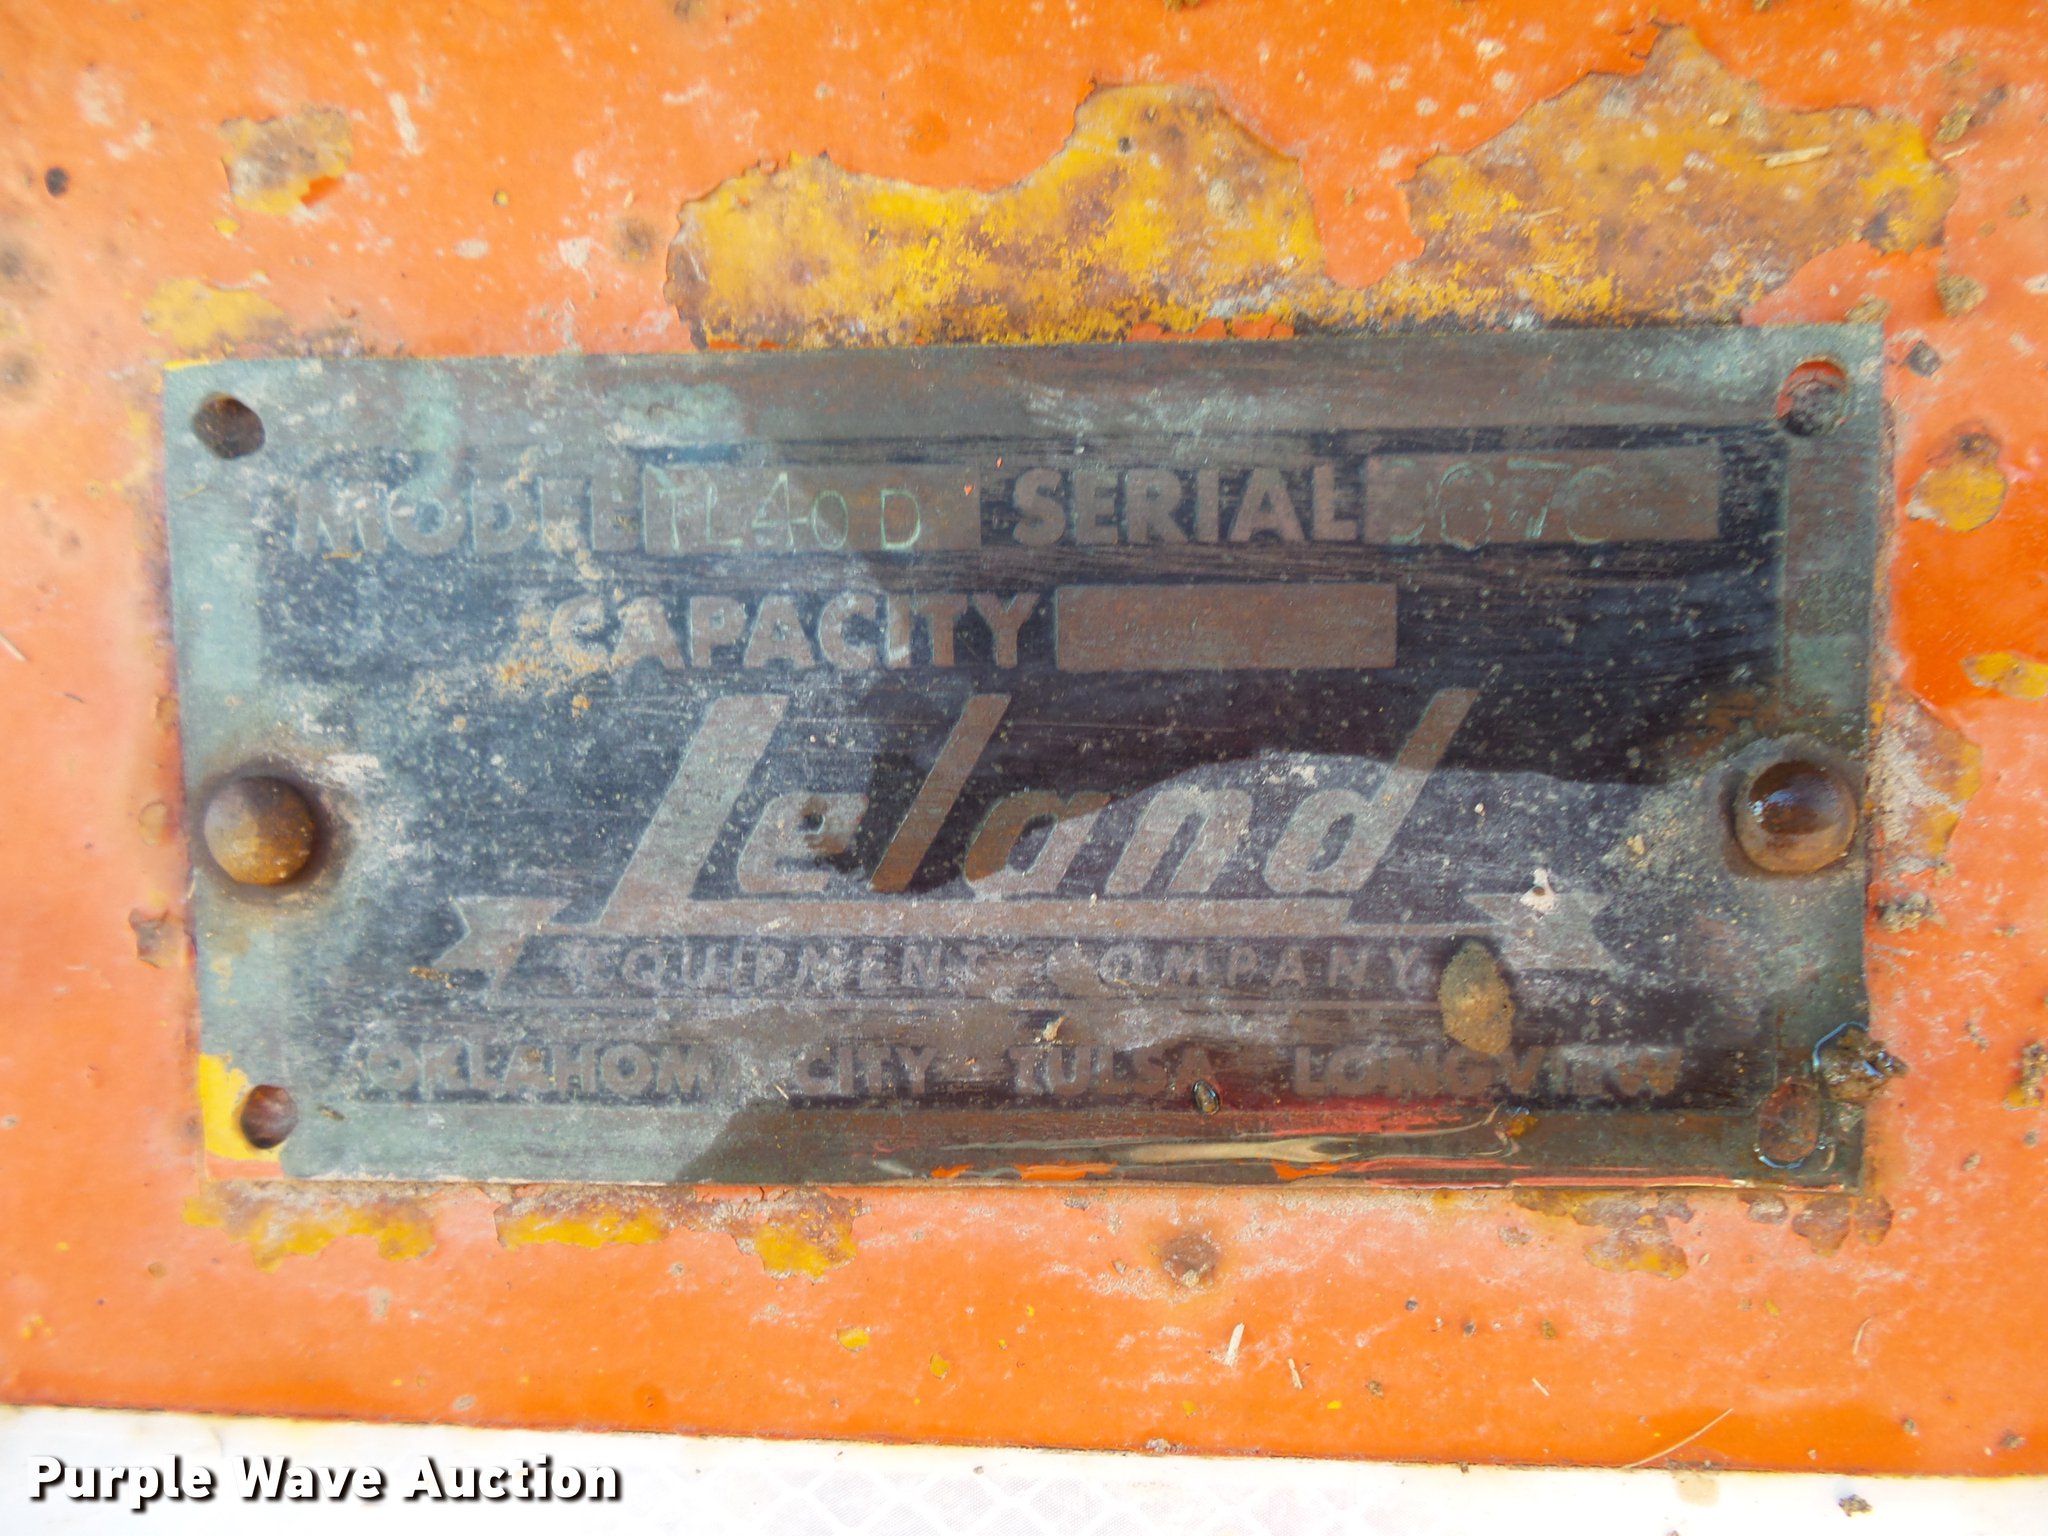 MODEL TL40D SERIAL
CAPACITY
Leland
EQUIPMENT COMPANY
OKLAHOMA CITY - TULSA LONGVIEW
Purple Wave Auction